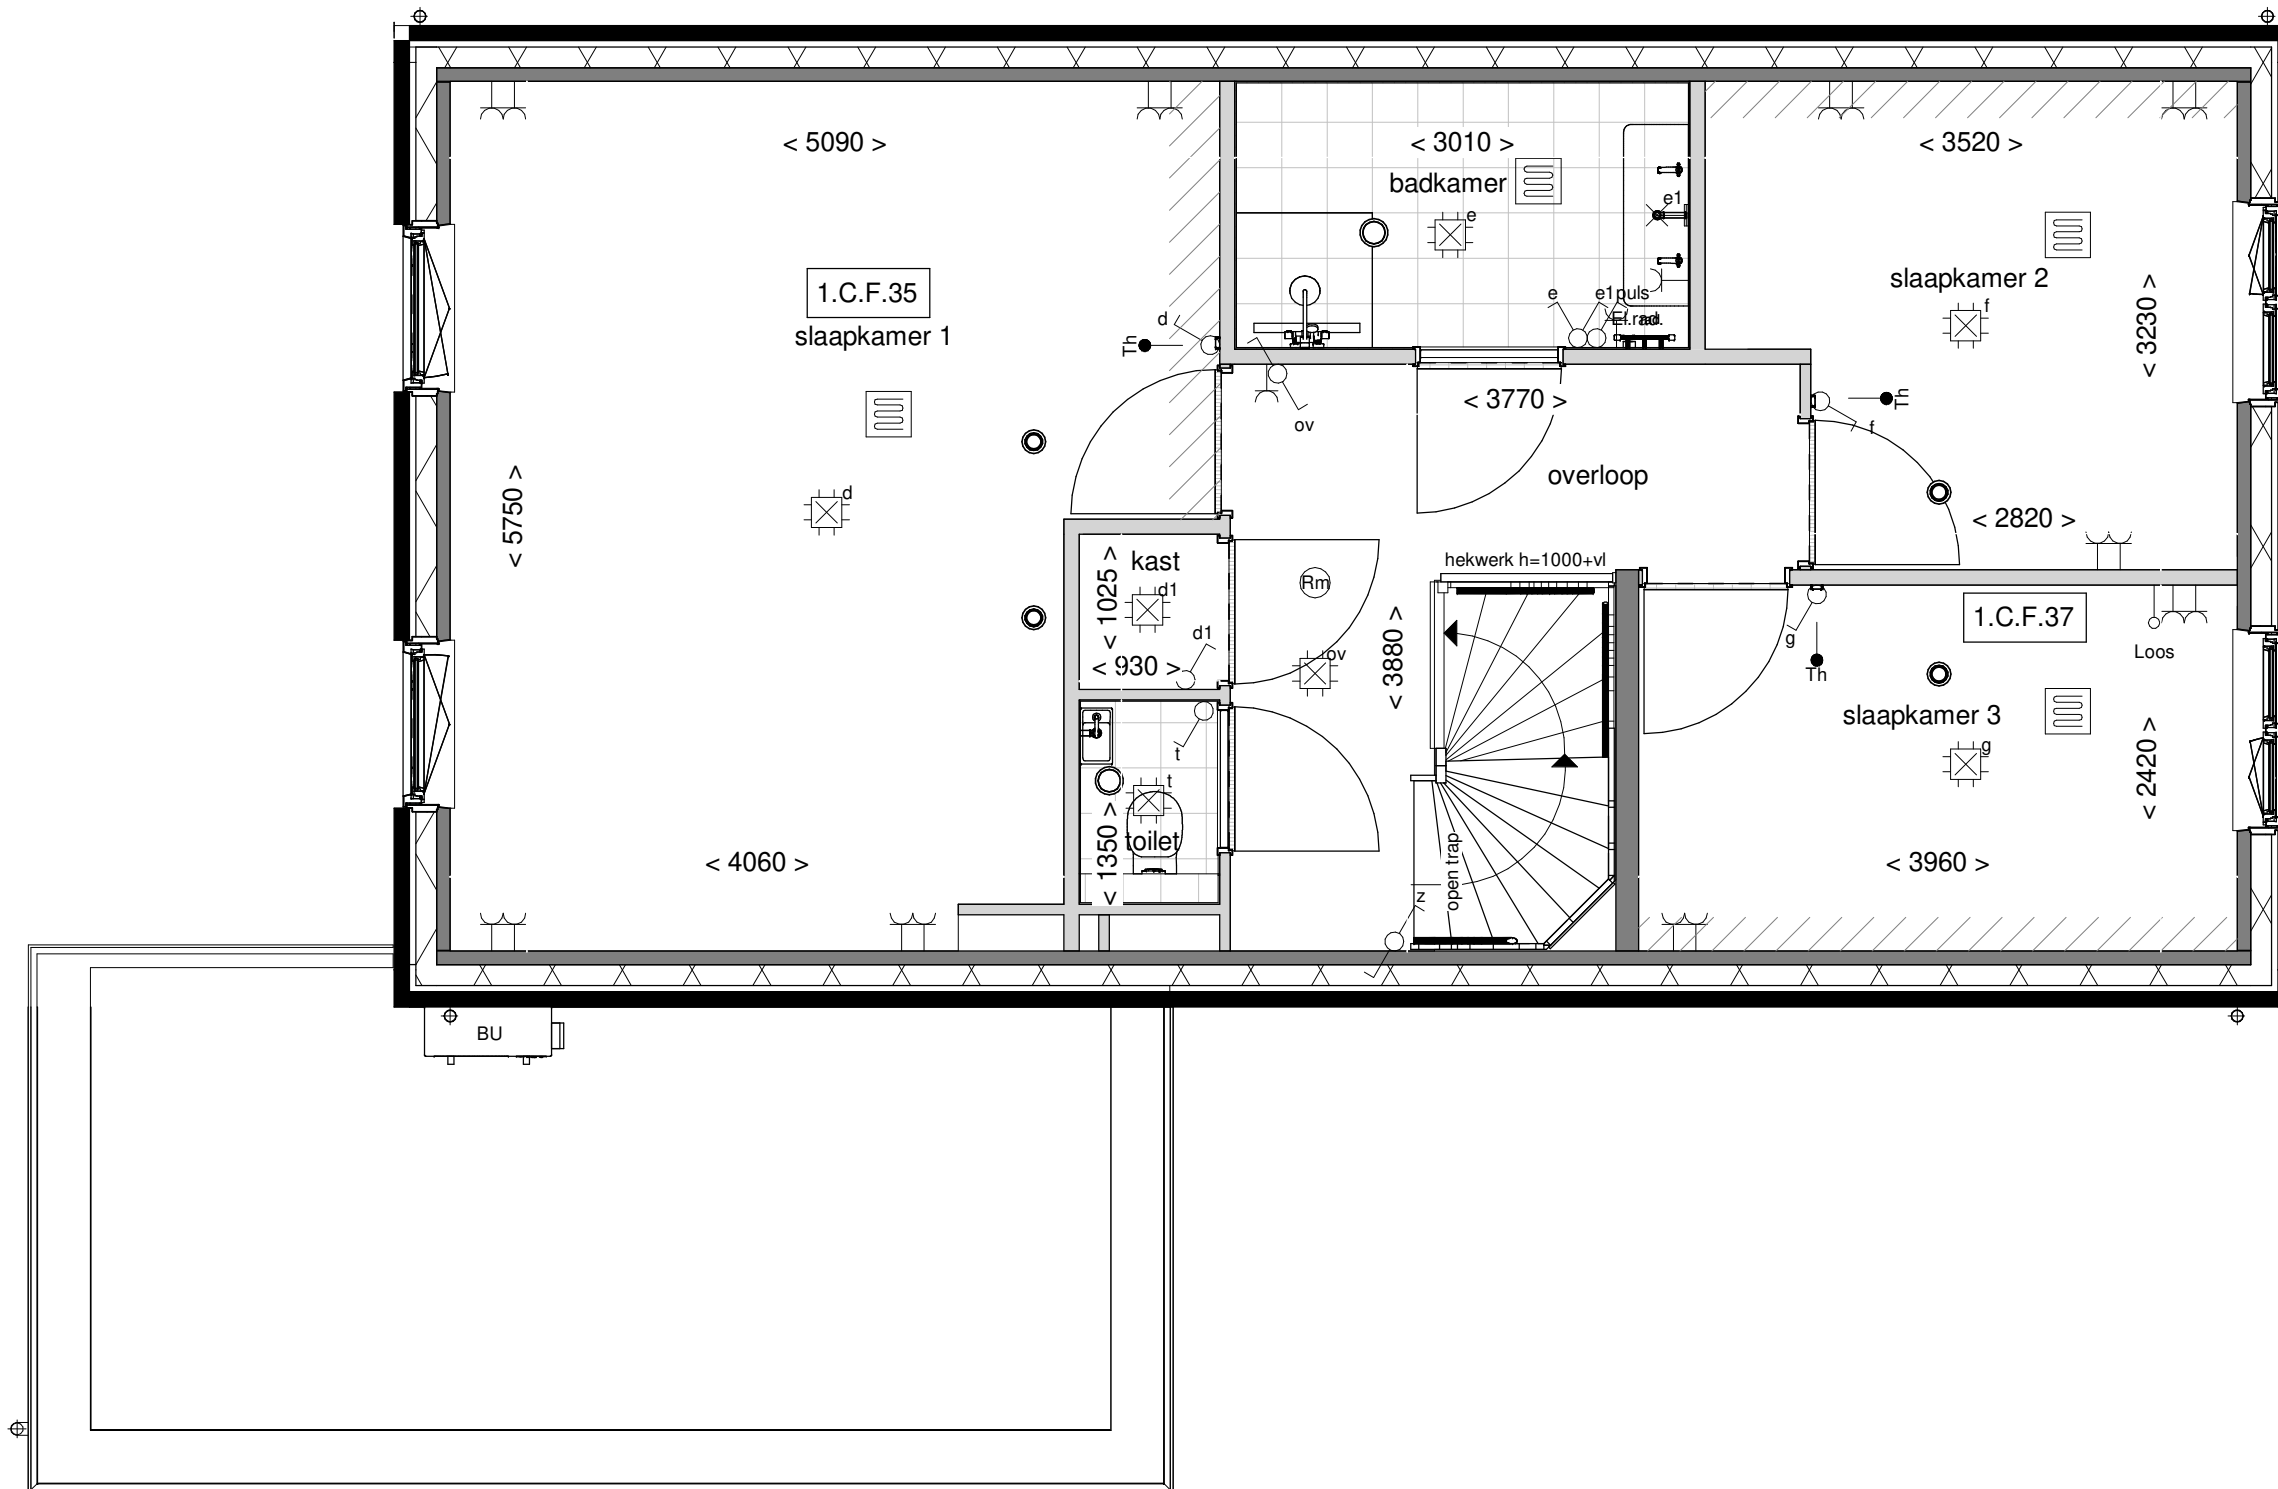 < 5090 >
< 3010 >
< 3520 >
badkamer
e1
e
slaapkamer 2
1.C.F.35
slaapkamer 1
d
Th
e
e1puls
El.rad.
f
< 3230 >
< 3770 >
ov
Th
f
overloop
< 5750 >
d
< 2820 >
kast
hekwerk h=1000+vl
< 1025 >
d1
Rm
1.C.F.37
d1
g
Loos
< 930 >
ov
< 3880 >
Th
slaapkamer 3
t
g
< 2420 >
t
toilet
< 1350 >
open trap
< 4060 >
< 3960 >
z
BU